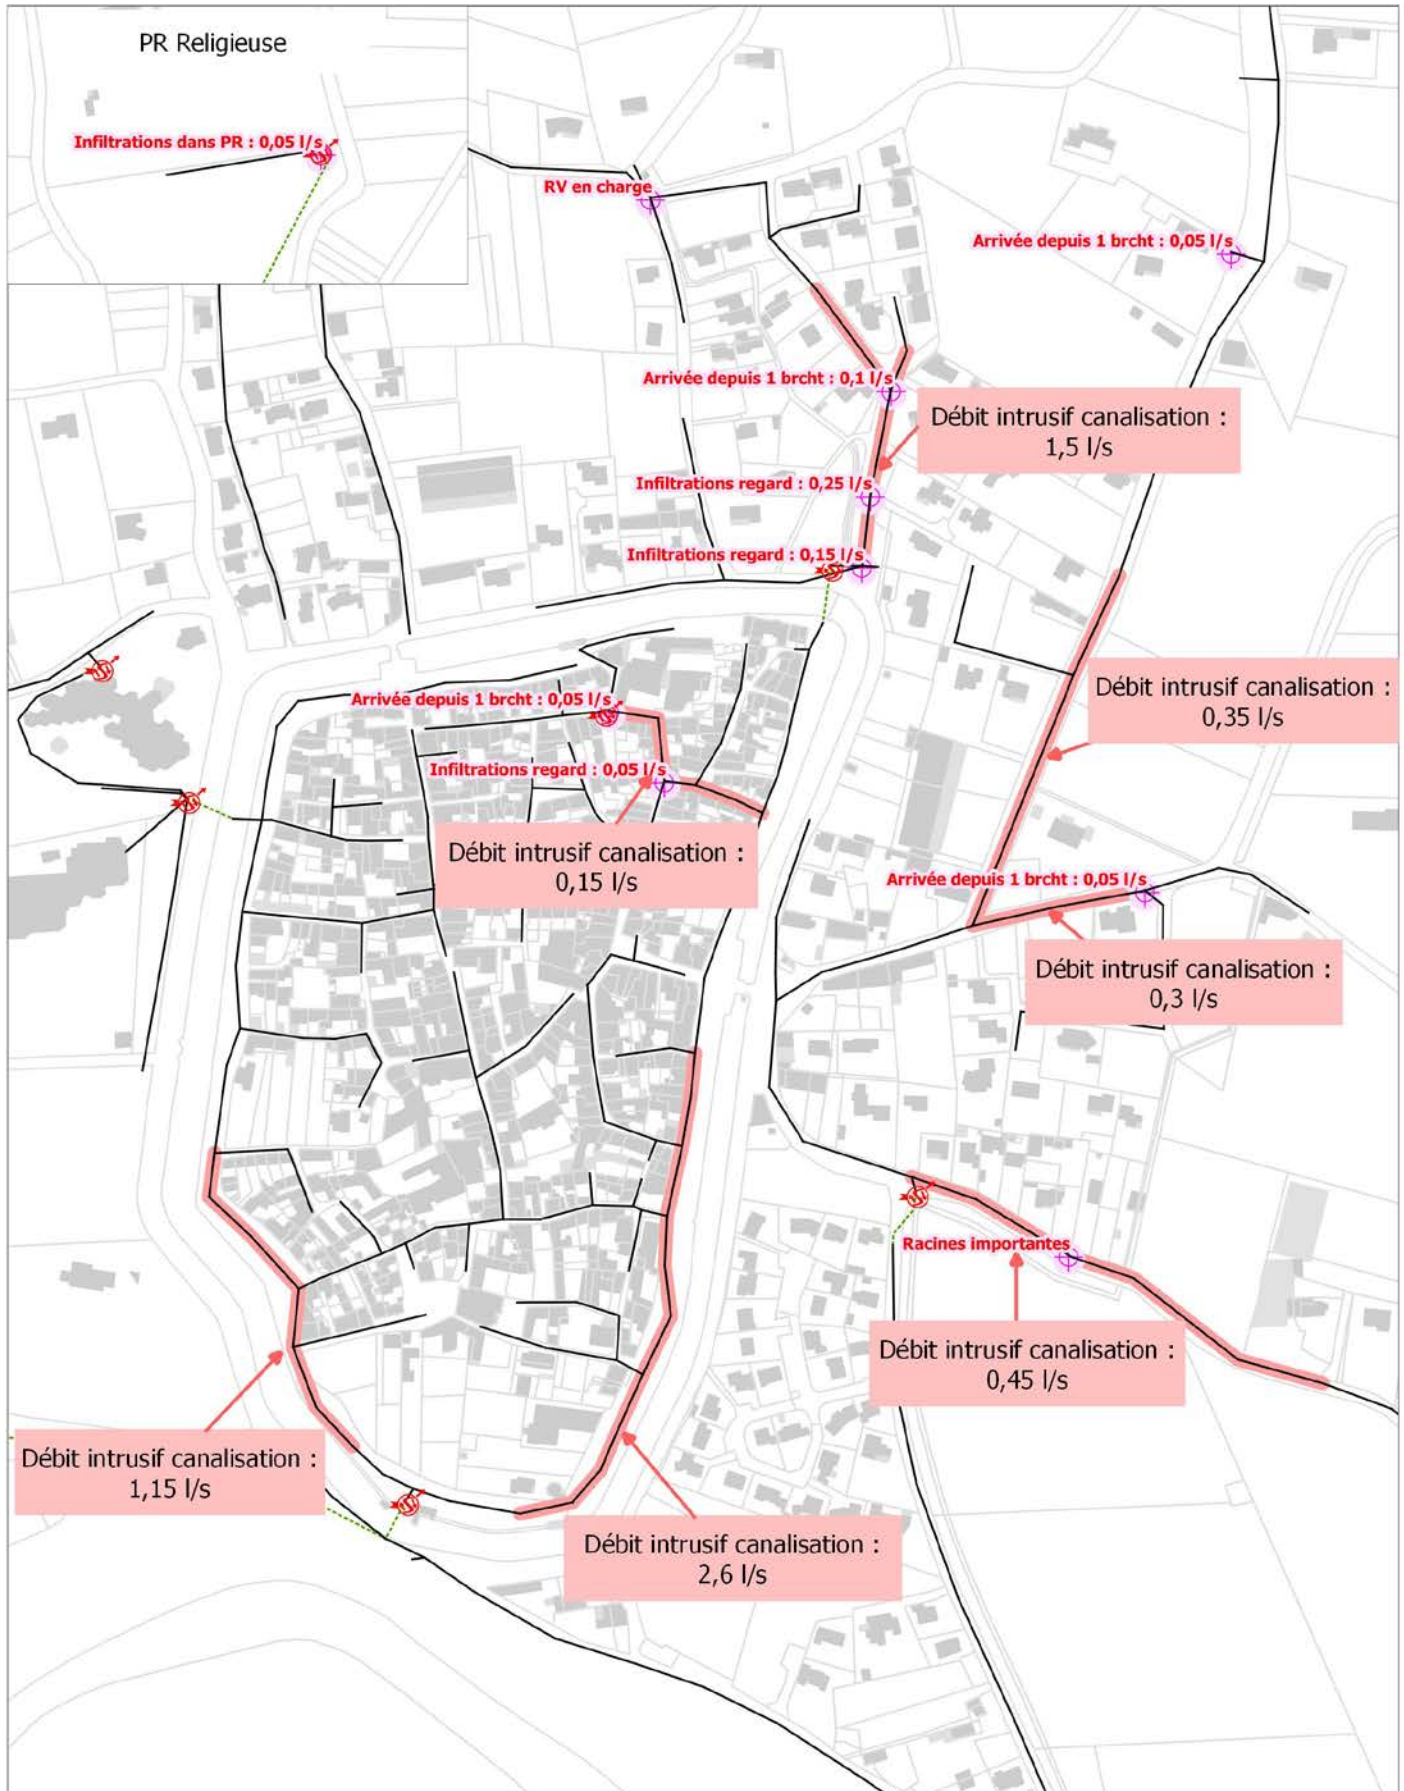 PR Religieuse
Infiltrations dans PR : 0,05 l/s
RV en charge
Arrivée depuis 1 brcht : 0,05 l/s
Arrivée depuis 1 brcht : 0,1 l/s
Débit intrusif canalisation :
1,5 l/s
Infiltrations regard : 0,25 l/s
Infiltrations regard : 0,15 l/s
Débit intrusif canalisation :
0,35 l/s
Arrivée depuis 1 brcht : 0,05 l/s
Infiltrations regard : 0,05 l/s
Débit intrusif canalisation :
0,15 l/s
Arrivée depuis 1 brcht : 0,05 l/s
Débit intrusif canalisation :
0,3 l/s
Racines importantes
Débit intrusif canalisation :
0,45 l/s
Débit intrusif canalisation :
1,15 l/s
Débit intrusif canalisation :
2,6 l/s